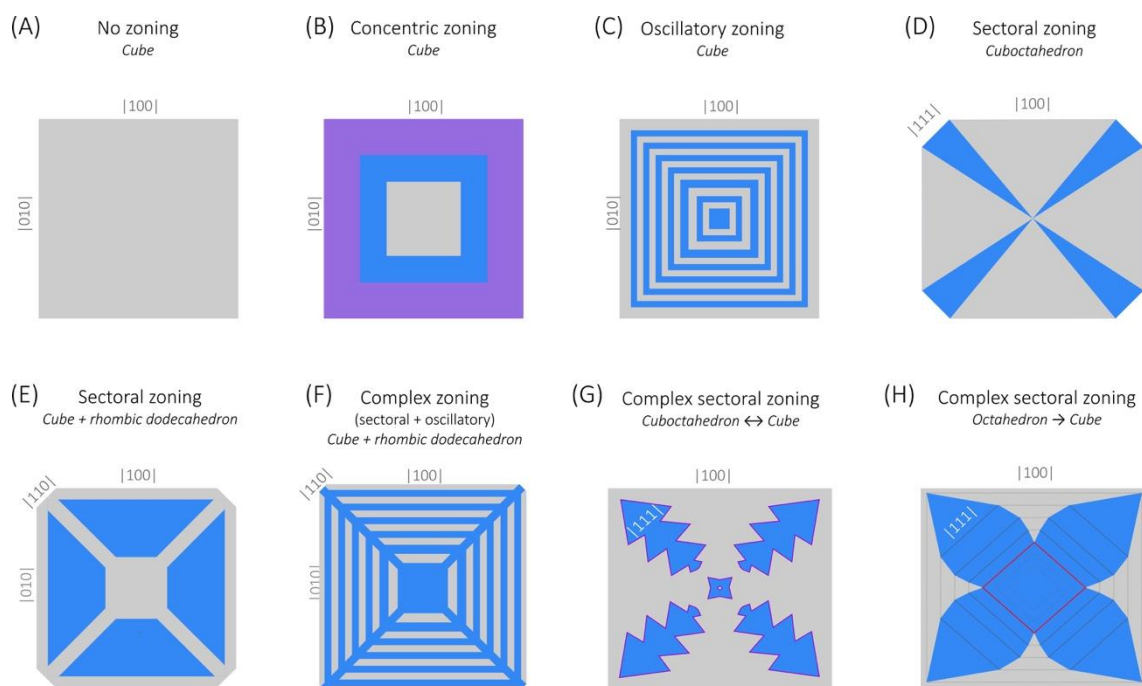 (A) No zoning
Cube
|100|
|010|
(B) Concentric zoning
Cube
|100|
|010|
(C) Oscillatory zoning
Cube
|100|
|010|
(D) Sectoral zoning
Cuboctahedron
|111|
|100|
(E) Sectoral zoning
Cube + rhombic dodecahedron
|110|
|100|
|010|
(F) Complex zoning
(sectoral + oscillatory)
Cube + rhombic dodecahedron
|110|
|100|
|010|
(G) Complex sectoral zoning
Cuboctahedron ↔ Cube
|100|
|111|
(H) Complex sectoral zoning
Octahedron → Cube
|100|
|111|